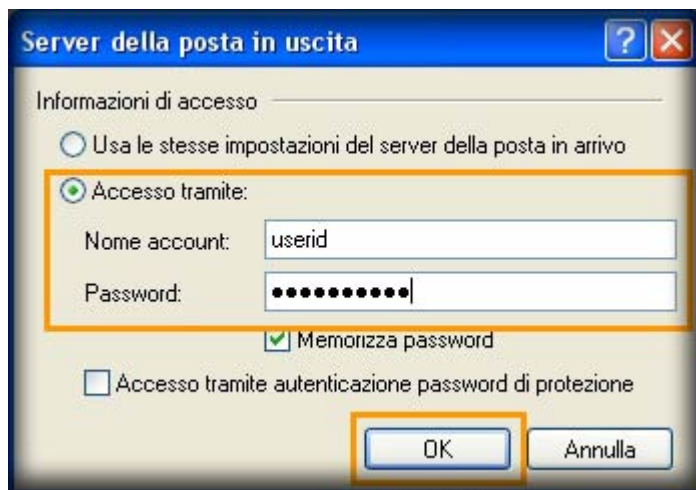 Server della posta in uscita
Informazioni di accesso
Usa le stesse impostazioni del server della posta in arrivo
Accesso tramite:
Nome account: userid
Password: ●●●●●●●●●●
Memorizza password
Accesso tramite autenticazione password di protezione
OK Annulla